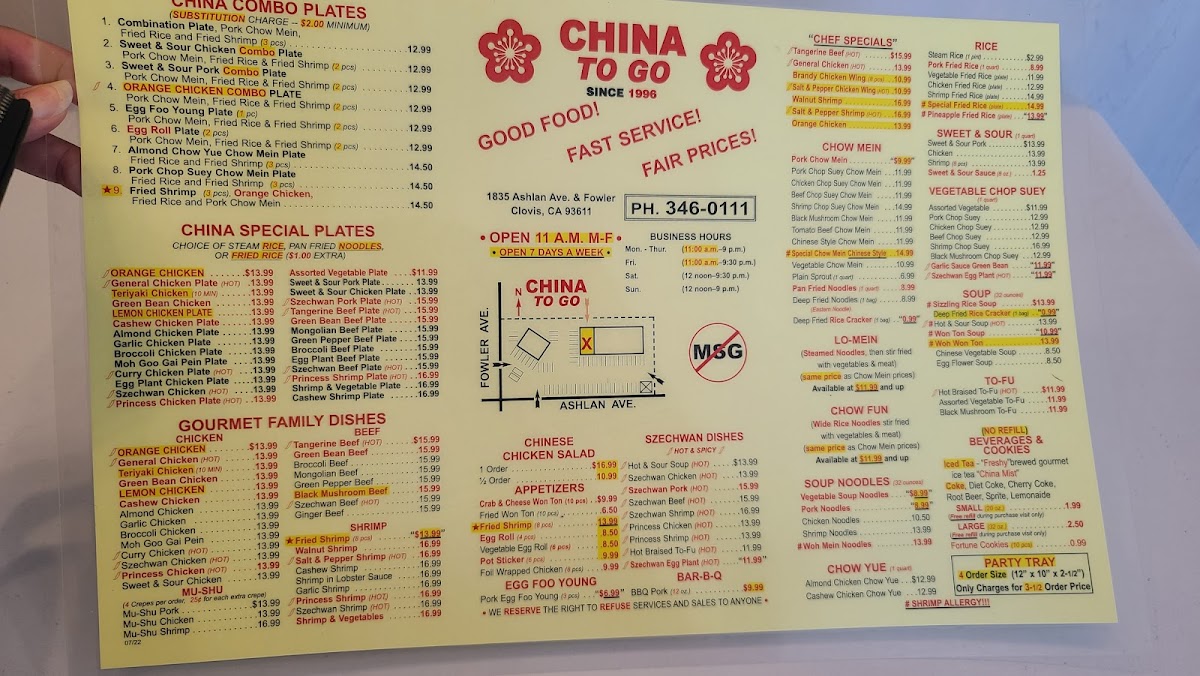 CHINA COMBO PLATES
(SUBSTITUTION CHARGE -- $2.00 MINIMUM)
1. Combination Plate, Pork Chow Mein,
Fried Rice and Fried Shrimp (3 pcs) 12.99
2. Sweet & Sour Chicken Combo Plate
Pork Chow Mein, Fried Rice & Fried Shrimp (2 pcs) 12.99
3. Sweet & Sour Pork Combo Plate
Pork Chow Mein, Fried Rice & Fried Shrimp (2 pcs) 12.99
4. ORANGE CHICKEN COMBO PLATE
Pork Chow Mein, Fried Rice & Fried Shrimp (2 pcs) 12.99
5. Egg Foo Young Plate (1 pc)
Pork Chow Mein, Fried Rice & Fried Shrimp (2 pcs) 12.99
6. Egg Roll Plate (2 pcs)
Pork Chow Mein, Fried Rice & Fried Shrimp (2 pcs) 12.99
7. Almond Chow Yue Chow Mein Plate
Fried Rice and Fried Shrimp (3 pcs) 14.50
8. Pork Chop Suey Chow Mein Plate
Fried Rice and Fried Shrimp (3 pcs) 14.50
★9. Fried Shrimp (3 pcs), Orange Chicken,
Fried Rice and Pork Chow Mein 14.50
CHINA SPECIAL PLATES
CHOICE OF STEAM RICE, PAN FRIED NOODLES,
OR FRIED RICE ($1.00 EXTRA)
ORANGE CHICKEN $13.99
General Chicken Plate (HOT) .13.99
Teriyaki Chicken (10 MIN) .13.99
Green Bean Chicken .13.99
LEMON CHICKEN PLATE .13.99
Cashew Chicken Plate .13.99
Almond Chicken Plate .13.99
Garlic Chicken Plate .13.99
Broccoli Chicken Plate .13.99
Moh Goo Gai Pein Plate .13.99
Curry Chicken Plate (HOT) .13.99
Egg Plant Chicken Plate .13.99
Szechwan Chicken (HOT) .13.99
Princess Chicken Plate (HOT) .13.99
Assorted Vegetable Plate $11.99
Sweet & Sour Pork Plate .13.99
Sweet & Sour Chicken Plate .13.99
Szechwan Pork Plate (HOT) .15.99
Tangerine Beef Plate (HOT) .15.99
Green Bean Beef Plate .15.99
Mongolian Beef Plate .15.99
Green Pepper Beef Plate .15.99
Broccoli Beef Plate .15.99
Egg Plant Beef Plate .15.99
Szechwan Beef Plate (HOT) .15.99
Princess Shrimp Plate (HOT) .16.99
Shrimp & Vegetable Plate .16.99
Cashew Shrimp Plate .16.99
GOURMET FAMILY DISHES
CHICKEN
ORANGE CHICKEN $13.99
General Chicken (HOT) .13.99
Teriyaki Chicken (10 MIN) .13.99
Green Bean Chicken .13.99
LEMON CHICKEN .13.99
Cashew Chicken .13.99
Almond Chicken .13.99
Garlic Chicken .13.99
Broccoli Chicken .13.99
Moh Goo Gai Pein .13.99
Curry Chicken (HOT) .13.99
Szechwan Chicken (HOT) .13.99
Princess Chicken (HOT) .13.99
Sweet & Sour Chicken .13.99
MU-SHU
(4 Crepes per order, 25¢ for each extra crepe)
Mu-Shu Pork $13.99
Mu-Shu Chicken .13.99
Mu-Shu Shrimp .16.99
07/22
BEEF
Tangerine Beef (HOT) $15.99
Green Bean Beef .15.99
Broccoli Beef .15.99
Mongolian Beef .15.99
Green Pepper Beef .15.99
Black Mushroom Beef .15.99
Szechwan Beef (HOT) .15.99
Ginger Beef .15.99
SHRIMP
★Fried Shrimp (8 pcs) "$13.99"
Walnut Shrimp 16.99
Salt & Pepper Shrimp (HOT) 16.99
Cashew Shrimp 16.99
Shrimp in Lobster Sauce 16.99
Garlic Shrimp 16.99
Princess Shrimp (HOT) 16.99
Szechwan Shrimp (HOT) 16.99
Shrimp & Vegetables 16.99
CHINA
TO GO
SINCE 1996
GOOD FOOD!
FAST SERVICE!
FAIR PRICES!
1835 Ashlan Ave. & Fowler
Clovis, CA 93611
PH. 346-0111
• OPEN 11 A.M. M-F •
• OPEN 7 DAYS A WEEK •
BUSINESS HOURS
Mon. - Thur. (11:00 a.m.–9 p.m.)
Fri. (11:00 a.m.-9:30 p.m.)
Sat. (12 noon–9:30 p.m.)
Sun. (12 noon–9 p.m.)
N
CHINA
TO GO
X
FOWLER AVE.
ASHLAN AVE.
MSG
CHINESE
CHICKEN SALAD
1 Order $16.99
½ Order 10.99
APPETIZERS
Crab & Cheese Won Ton (10 pcs) $9.99
Fried Won Ton (10 pcs) 6.50
★Fried Shrimp (8 pcs) 13.99
Egg Roll (4 pcs) 8.50
Vegetable Egg Roll (6 pcs) 8.50
Pot Sticker (6 pcs) 9.99
Foil Wrapped Chicken (6 pcs) 9.99
EGG FOO YOUNG
Pork Egg Foo Young (3 pcs) "$6.99"
SZECHWAN DISHES
HOT & SPICY
Hot & Sour Soup (HOT) $13.99
Szechwan Chicken (HOT) .13.99
Szechwan Pork (HOT) .15.99
Szechwan Beef (HOT) .15.99
Szechwan Shrimp (HOT) .16.99
Princess Chicken (HOT) .13.99
Princess Shrimp (HOT) .16.99
Hot Braised To-Fu (HOT) .11.99
Szechwan Egg Plant (HOT) "11.99"
BAR-B-Q
BBQ Pork (12 oz.) $9.99
• WE RESERVE THE RIGHT TO REFUSE SERVICES AND SALES TO ANYONE •
"CHEF SPECIALS"
Tangerine Beef (HOT) $15.99
General Chicken (HOT) .13.99
Brandy Chicken Wing (8 pcs) .10.99
Salt & Pepper Chicken Wing (HOT) .10.99
Walnut Shrimp .16.99
Salt & Pepper Shrimp (HOT) .16.99
Orange Chicken .13.99
CHOW MEIN
Pork Chow Mein "$9.99"
Pork Chop Suey Chow Mein .11.99
Chicken Chop Suey Chow Mein .11.99
Beef Chop Suey Chow Mein .11.99
Shrimp Chop Suey Chow Mein .14.99
Black Mushroom Chow Mein .11.99
Tomato Beef Chow Mein .11.99
Chinese Style Chow Mein .11.99
# Special Chow Mein Chinese Style .14.99
Vegetable Chow Mein .10.99
Plain Sprout (1 quart) .6.99
Pan Fried Noodles (1 quart) .8.99
Deep Fried Noodles (1 bag) .0.99
(Eastern Noodle)
Deep Fried Rice Cracker (1 bag) "0.99"
LO-MEIN
(Steamed Noodles, then stir fried
with vegetables & meat)
(same price as Chow Mein prices)
Available at $11.99 and up
CHOW FUN
(Wide Rice Noodles stir fried
with vegetables & meat)
(same price as Chow Mein prices)
Available at $11.99 and up
SOUP NOODLES (32 ounces)
Vegetable Soup Noodles "$8.99"
Pork Noodles "9.99"
Chicken Noodles 10.50
Shrimp Noodles .13.99
# Woh Mein Noodles .13.99
CHOW YUE (1 quart)
Almond Chicken Chow Yue $12.99
Cashew Chicken Chow Yue .12.99
# SHRIMP ALLERGY!!!
RICE
Steam Rice (1 pint) $2.99
Pork Fried Rice (1 quart) .8.99
Vegetable Fried Rice (plate) .11.99
Chicken Fried Rice (plate) .12.99
Shrimp Fried Rice (plate) .14.99
# Special Fried Rice (plate) .14.99
# Pineapple Fried Rice (plate) "13.99"
SWEET & SOUR (1 quart)
Sweet & Sour Pork $13.99
Chicken .13.99
Shrimp (8 pcs) .13.99
Sweet & Sour Sauce (8 oz.) 1.25
VEGETABLE CHOP SUEY
(1 quart)
Assorted Vegetable $11.99
Pork Chop Suey .12.99
Chicken Chop Suey .12.99
Beef Chop Suey .12.99
Shrimp Chop Suey .16.99
Black Mushroom Chop Suey .12.99
Garlic Sauce Green Bean "11.99"
Szechwan Egg Plant (HOT) "11.99"
SOUP (32 ounces)
# Sizzling Rice Soup $13.99
Deep Fried Rice Cracker (1 bag) "0.99"
# Hot & Sour Soup (HOT) .13.99
# Won Ton Soup "10.99"
# Woh Won Ton .13.99
Chinese Vegetable Soup .8.50
Egg Flower Soup .8.50
TO-FU
Hot Braised To-Fu (HOT) $11.99
Assorted Vegetable To-Fu .11.99
Black Mushroom To-Fu .11.99
(NO REFILL)
BEVERAGES &
COOKIES
Iced Tea - "Freshy" brewed gourmet
ice tea "China Mist"
Coke, Diet Coke, Cherry Coke,
Root Beer, Sprite, Lemonaide
SMALL (20 oz.) 1.99
(Free refill during purchase visit only)
LARGE (32 oz.) 2.50
(Free refill during purchase visit only)
Fortune Cookies (10 pcs) 0.99
PARTY TRAY
4 Order Size (12" x 10" x 2-1/2")
Only Charges for 3-1/2 Order Price